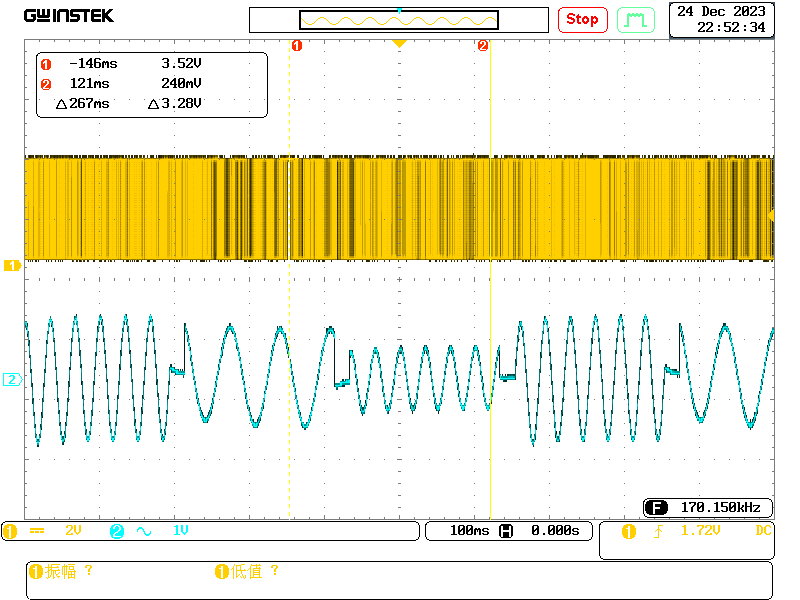 GWINSTEK
Stop
24 Dec 2023
22:52:34
1 2
1 -146ms 3.52V
2 121ms 240mV
△267ms △3.28V
1
2
F 170.150kHz
1 2V 2 1V
100ms H 0.000s
1 1.72V DC
1振幅 ? 1低值 ?